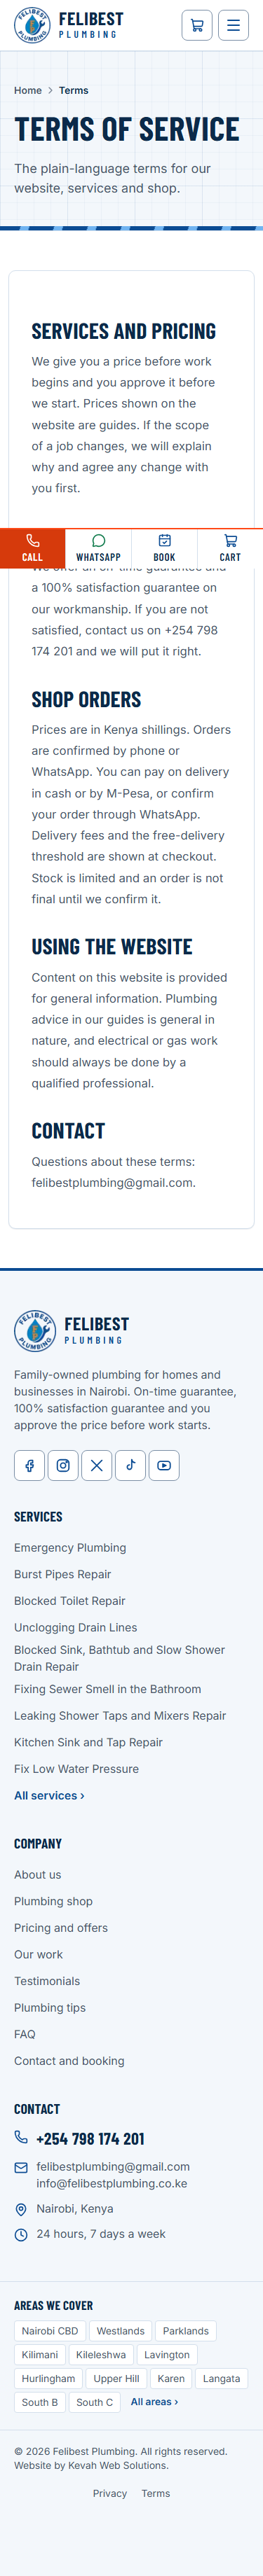 FELIBEST
PLUMBING
Home > Terms
TERMS OF SERVICE
The plain-language terms for our
website, services and shop.
SERVICES AND PRICING
We give you a price before work
begins and you approve it before
we start. Prices shown on the
website are guides. If the scope
of a job changes, we will explain
why and agree any change with
you first.
CALL
WHATSAPP
BOOK
CART
a 100% satisfaction guarantee on
our workmanship. If you are not
satisfied, contact us on +254 798
174 201 and we will put it right.
SHOP ORDERS
Prices are in Kenya shillings. Orders
are confirmed by phone or
WhatsApp. You can pay on delivery
in cash or by M-Pesa, or confirm
your order through WhatsApp.
Delivery fees and the free-delivery
threshold are shown at checkout.
Stock is limited and an order is not
final until we confirm it.
USING THE WEBSITE
Content on this website is provided
for general information. Plumbing
advice in our guides is general in
nature, and electrical or gas work
should always be done by a
qualified professional.
CONTACT
Questions about these terms:
felibestplumbing@gmail.com.
FELIBEST
PLUMBING
Family-owned plumbing for homes and
businesses in Nairobi. On-time guarantee,
100% satisfaction guarantee and you
approve the price before work starts.
SERVICES
Emergency Plumbing
Burst Pipes Repair
Blocked Toilet Repair
Unclogging Drain Lines
Blocked Sink, Bathtub and Slow Shower
Drain Repair
Fixing Sewer Smell in the Bathroom
Leaking Shower Taps and Mixers Repair
Kitchen Sink and Tap Repair
Fix Low Water Pressure
All services ›
COMPANY
About us
Plumbing shop
Pricing and offers
Our work
Testimonials
Plumbing tips
FAQ
Contact and booking
CONTACT
+254 798 174 201
felibestplumbing@gmail.com
info@felibestplumbing.co.ke
Nairobi, Kenya
24 hours, 7 days a week
AREAS WE COVER
Nairobi CBD Westlands Parklands
Kilimani Kileleshwa Lavington
Hurlingham Upper Hill Karen Langata
South B South C All areas ›
© 2026 Felibest Plumbing. All rights reserved.
Website by Kevah Web Solutions.
Privacy Terms